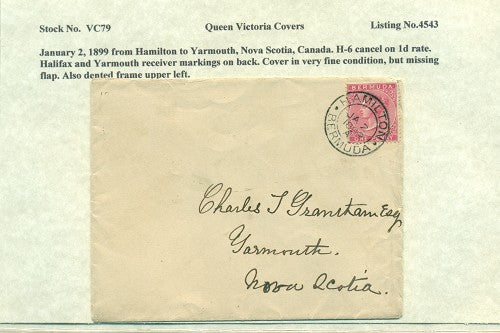 Stock No. VC79 Queen Victoria Covers Listing No.4543
January 2, 1899 from Hamilton to Yarmouth, Nova Scotia, Canada. H-6 cancel on 1d rate.
Halifax and Yarmouth receiver markings on back. Cover in very fine condition, but missing
flap. Also dented frame upper left.
BERMUDA
HAMILTON
JA 2
BERMUDA
Charles T Grantham Esq
Yarmouth.
Nova Scotia.